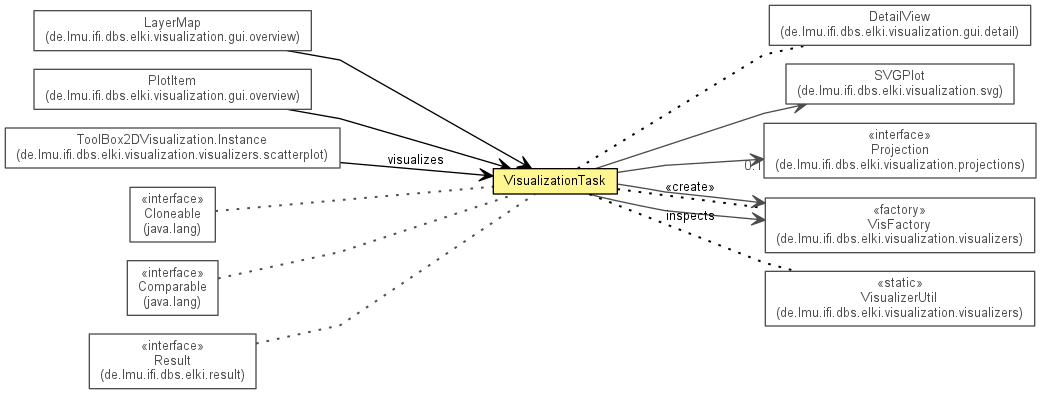 LayerMap
(de.lmu.ifi.dbs.elki.visualization.gui.overview)
PlotItem
(de.lmu.ifi.dbs.elki.visualization.gui.overview)
ToolBox2DVisualization.Instance
(de.lmu.ifi.dbs.elki.visualization.visualizers.scatterplot)
visualizes
«interface»
Cloneable
(java.lang)
«interface»
Comparable
(java.lang)
«interface»
Result
(de.lmu.ifi.dbs.elki.result)
VisualizationTask
DetailView
(de.lmu.ifi.dbs.elki.visualization.gui.detail)
SVGPlot
(de.lmu.ifi.dbs.elki.visualization.svg)
0..1
«interface»
Projection
(de.lmu.ifi.dbs.elki.visualization.projections)
«create»
inspects
«factory»
VisFactory
(de.lmu.ifi.dbs.elki.visualization.visualizers)
«static»
VisualizerUtil
(de.lmu.ifi.dbs.elki.visualization.visualizers)